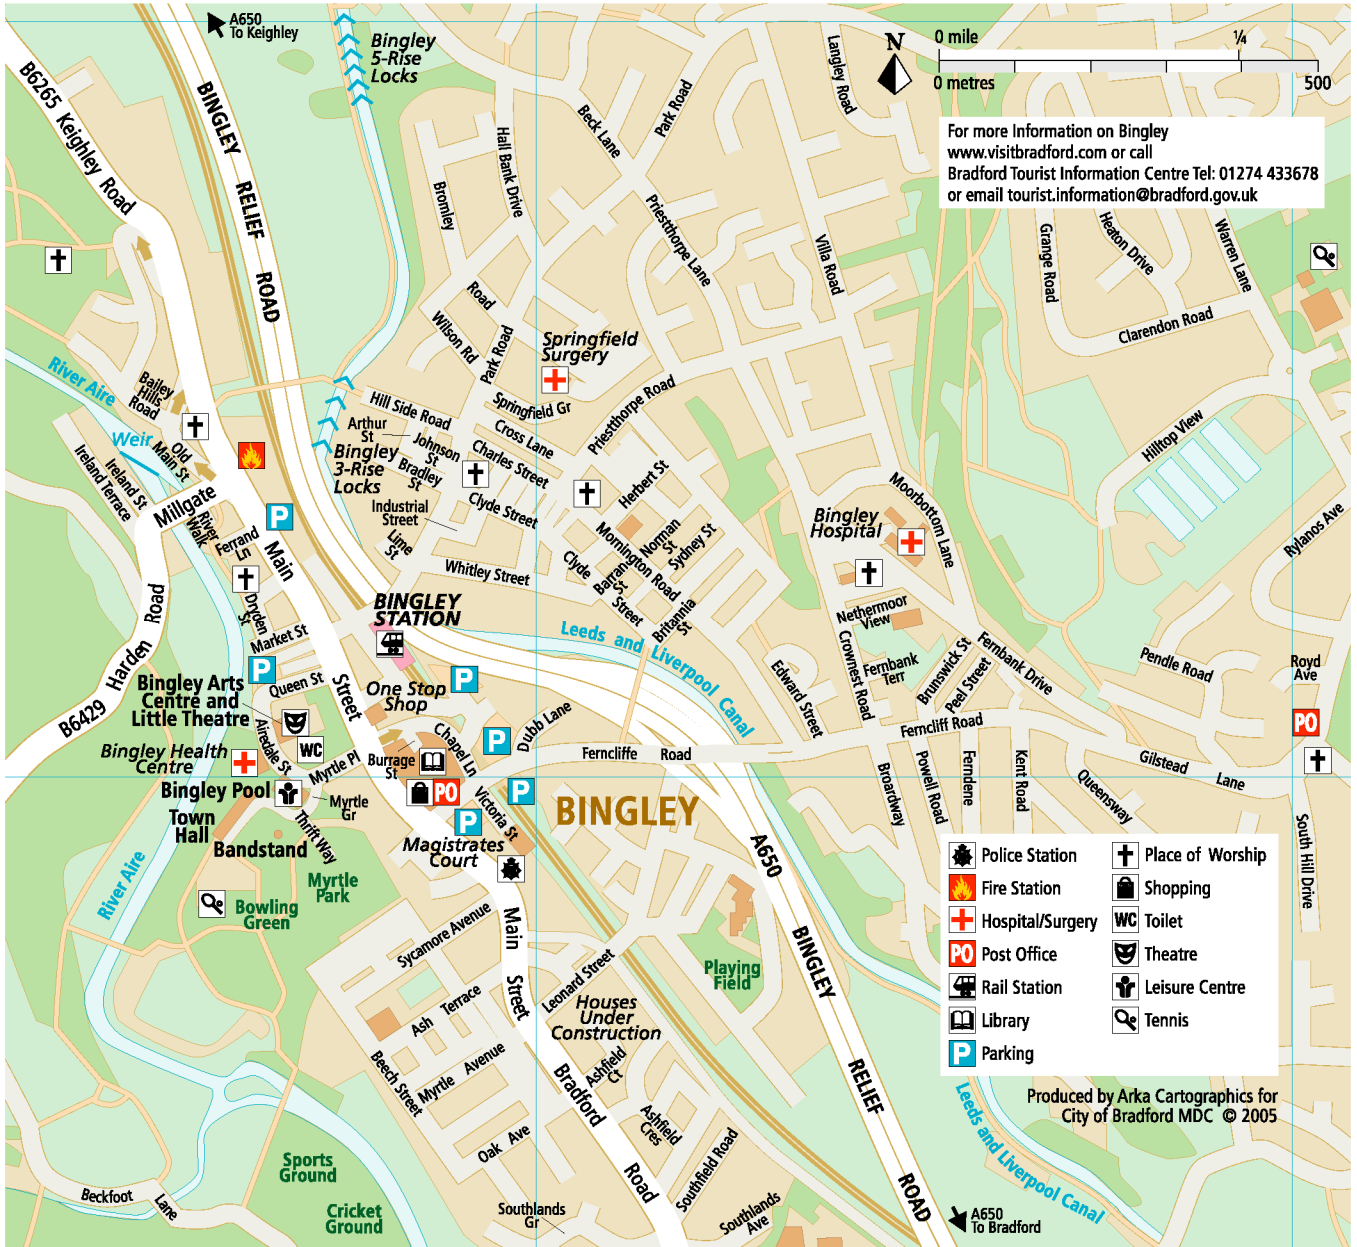 A650
To Keighley
Bingley
5-Rise
Locks
N
0 mile
¼
0 metres
500
For more Information on Bingley
www.visitbradford.com or call
Bradford Tourist Information Centre Tel: 01274 433678
or email tourist.information@bradford.gov.uk
B6265 Keighley Road
BINGLEY RELIEF ROAD
Hall Bank Drive
Bromley
Road
Beck Lane
Park Road
Langley Road
Priestthorpe Lane
Villa Road
Grange Road
Heaton Drive
Warren Lane
Clarendon Road
Wilson Rd
Park Road
Springfield
Surgery
Springfield Gr
Priestthorpe Road
River Aire
Weir
Bailey
Hills
Road
Old
Main St
Ireland Terrace
Ireland St
Millgate
River
Walk
Ferrand
Ln
Hill Side Road
Arthur
St
Johnson
St
Bingley
3-Rise
Locks
Bradley
St
Cross Lane
Charles Street
Clyde Street
Industrial
Street
Lime
St
Whitley Street
Herbert St
Norman
St
Sydney St
Mornington Road
Barran
St
Clyde
Street
Britannia
St
Hilltop View
Moorbottom Lane
Bingley
Hospital
Rylanos Ave
Main
Street
Harden Road
B6429
Dryden
St
Market St
Queen St
BINGLEY
STATION
Leeds and Liverpool Canal
Nethermoor
View
Crownest Road
Fernbank
Terr
Brunswick St
Peel Street
Fernbank Drive
Edward Street
Pendle Road
Royd
Ave
Bingley Arts
Centre and
Little Theatre
Bingley Health
Centre
Airedale St
One Stop
Shop
Chapel Ln
Dubb Lane
Burrage
St
Myrtle Pl
Ferncliffe Road
Ferncliff Road
Gilstead Lane
Bingley Pool
Myrtle
Gr
Town
Hall
Thrift Way
Bandstand
Victoria St
BINGLEY
Broadway
Powell Road
Ferndene
Kent Road
Queensway
South Hill Drive
Magistrates
Court
River Aire
Myrtle
Park
Bowling
Green
A650
BINGLEY RELIEF ROAD
Sycamore Avenue
Main
Street
Leonard Street
Playing
Field
Houses
Under
Construction
Ash Terrace
Beech Street
Myrtle Avenue
Oak Ave
Bradford
Road
Ashfield
Ct
Ashfield
Cres
Southfield Road
Southlands
Gr
Southlands
Ave
Sports
Ground
Cricket
Ground
Beckfoot Lane
Police Station
Fire Station
Hospital/Surgery
PO Post Office
Rail Station
Library
P Parking
Place of Worship
Shopping
WC Toilet
Theatre
Leisure Centre
Tennis
Produced by Arka Cartographics for
City of Bradford MDC © 2005
Leeds and Liverpool Canal
A650
To Bradford
P
P
P
P
P
P
WC
PO
PO